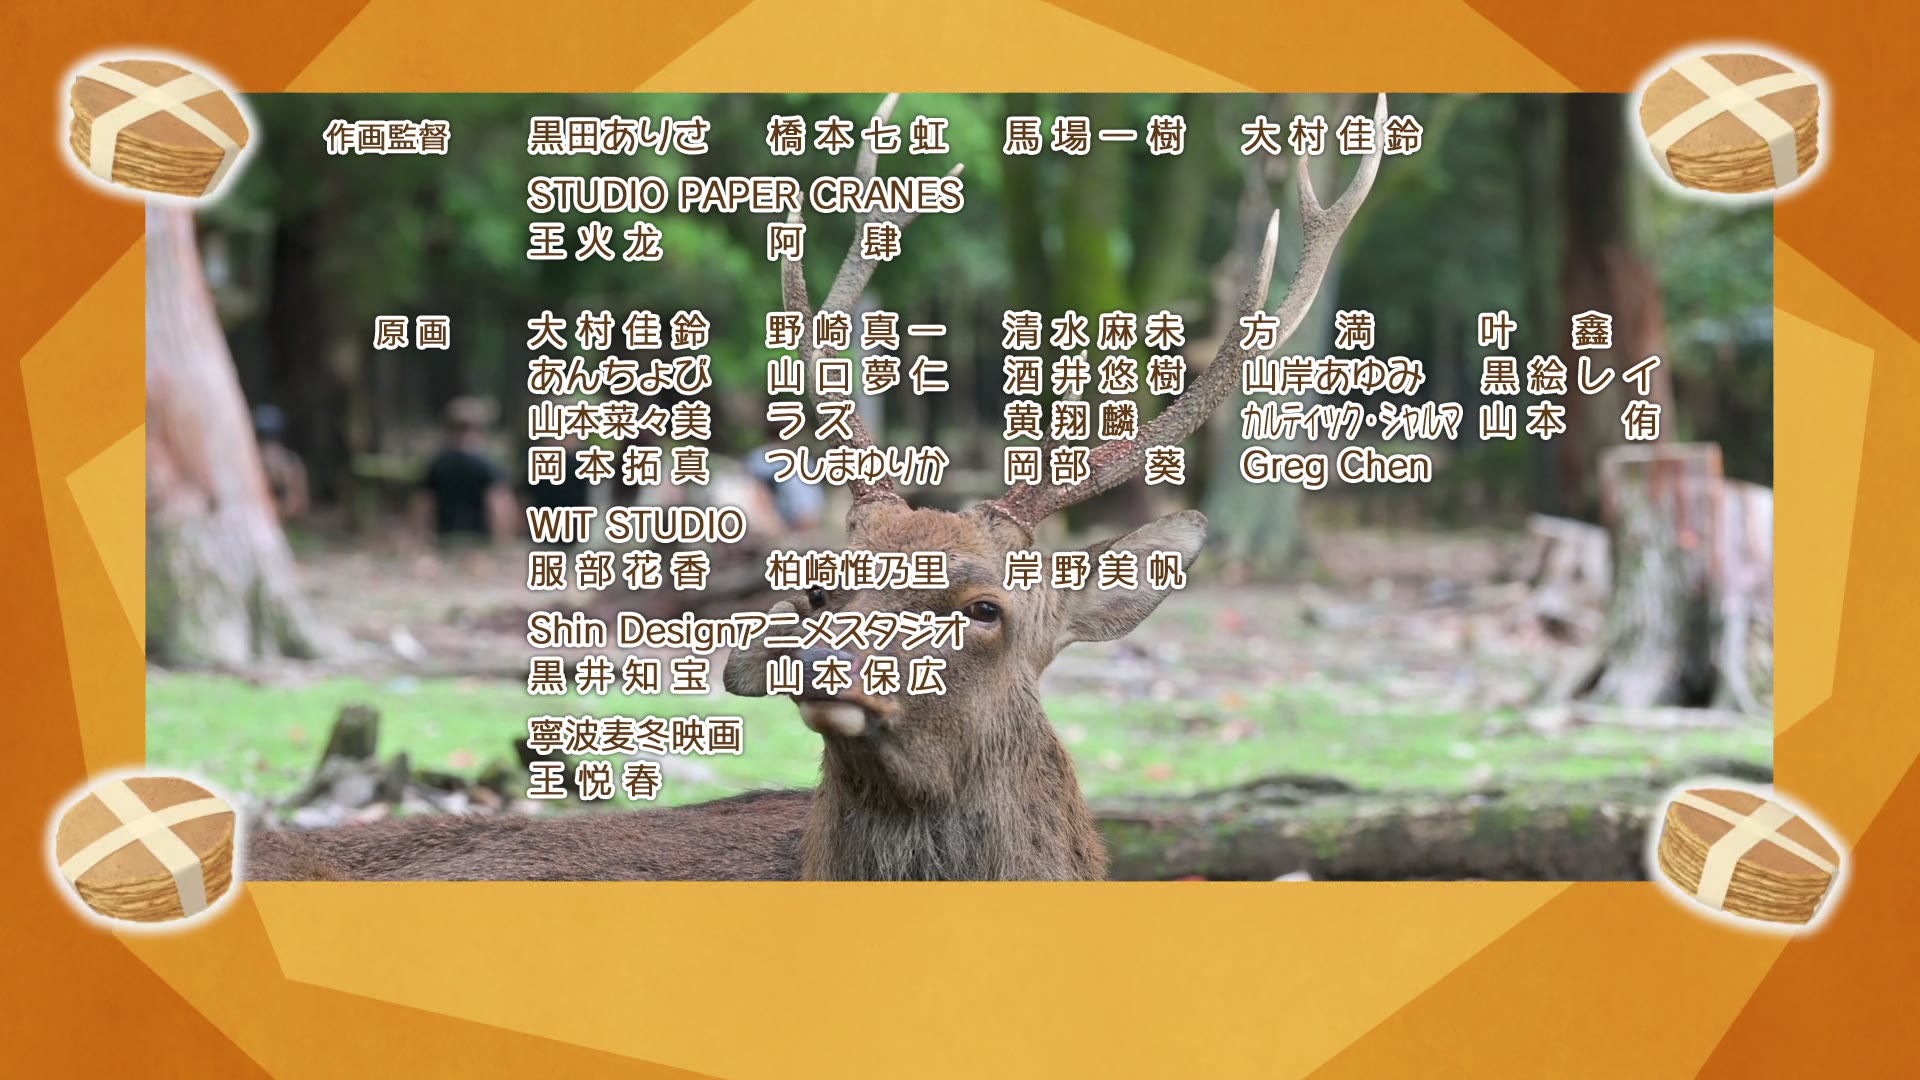 作画監督 黒田ありさ 橋本七虹 馬場一樹 大村佳鈴
STUDIO PAPER CRANES
王火龙 阿肆
原画 大村佳鈴 野崎真一 清水麻未 方満 叶鑫
あんちょび 山口夢仁 酒井悠樹 山岸あゆみ 黒絵レイ
山本菜々美 ラズ 黄翔麟 カルティック・シャルマ 山本侑
岡本拓真 つしまゆりか 岡部葵 Greg Chen
WIT STUDIO
服部花香 柏崎惟乃里 岸野美帆
Shin Designアニメスタジオ
黒井知宝 山本保広
寧波麦冬映画
王悦春